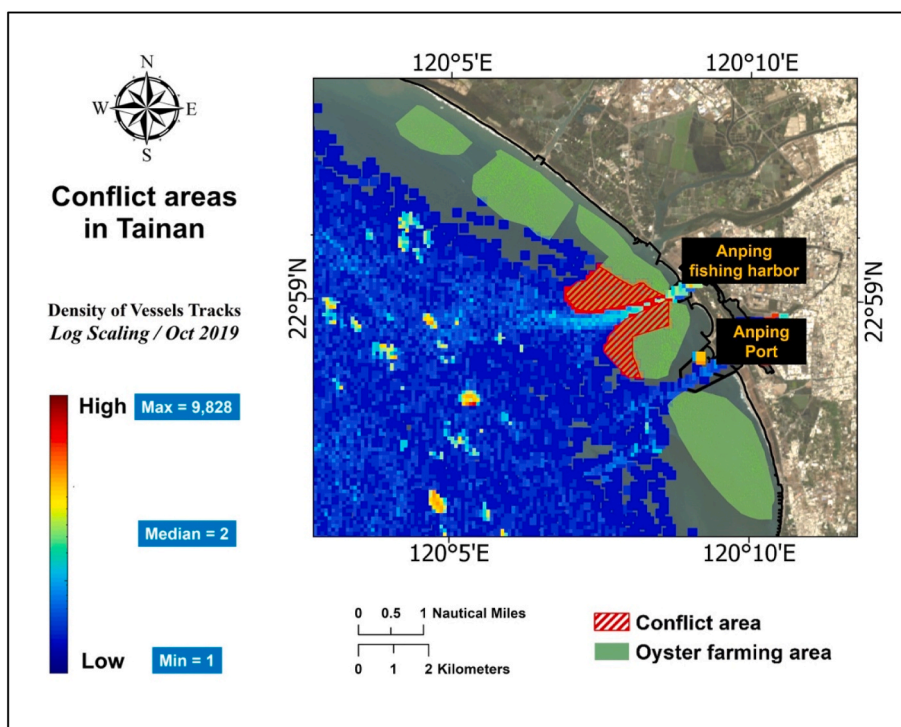 N
W E
S
Conflict areas
in Tainan
Density of Vessels Tracks
Log Scaling / Oct 2019
High
Max = 9,828
Median = 2
Low
Min = 1
120°5'E 120°10'E
22°59'N
22°59'N
Anping
fishing harbor
Anping
Port
120°5'E 120°10'E
0 0.5 1 Nautical Miles
0 1 2 Kilometers
Conflict area
Oyster farming area